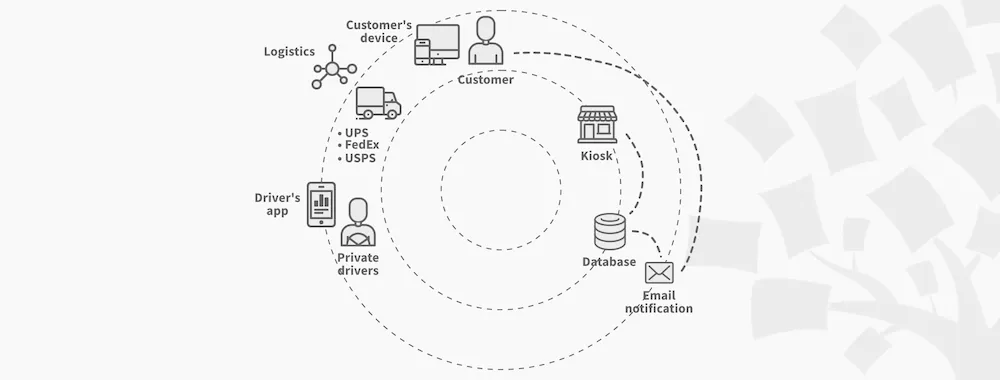 Customer's
device
Logistics
Customer
• UPS
• FedEx
• USPS
Kiosk
Driver's
app
Private
drivers
Database
Email
notification